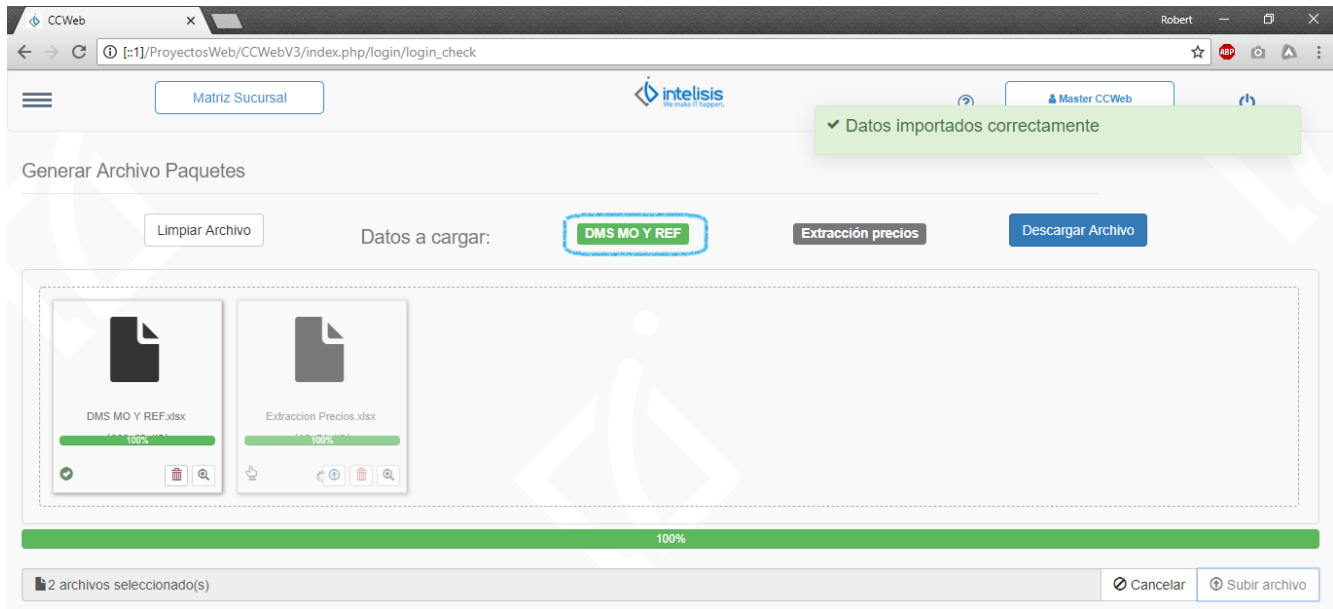 CCWeb
Robert
[::1]/ProyectosWeb/CCWebV3/index.php/login/login_check
ABP
Matriz Sucursal
intelisis
We make IT happen.
Master CCWeb
Datos importados correctamente
Generar Archivo Paquetes
Limpiar Archivo
Datos a cargar:
DMS MO Y REF
Extracción precios
Descargar Archivo
DMS MO Y REF.xlsx
100%
Extraccion Precios.xlsx
100%
100%
2 archivos seleccionado(s)
Cancelar
Subir archivo